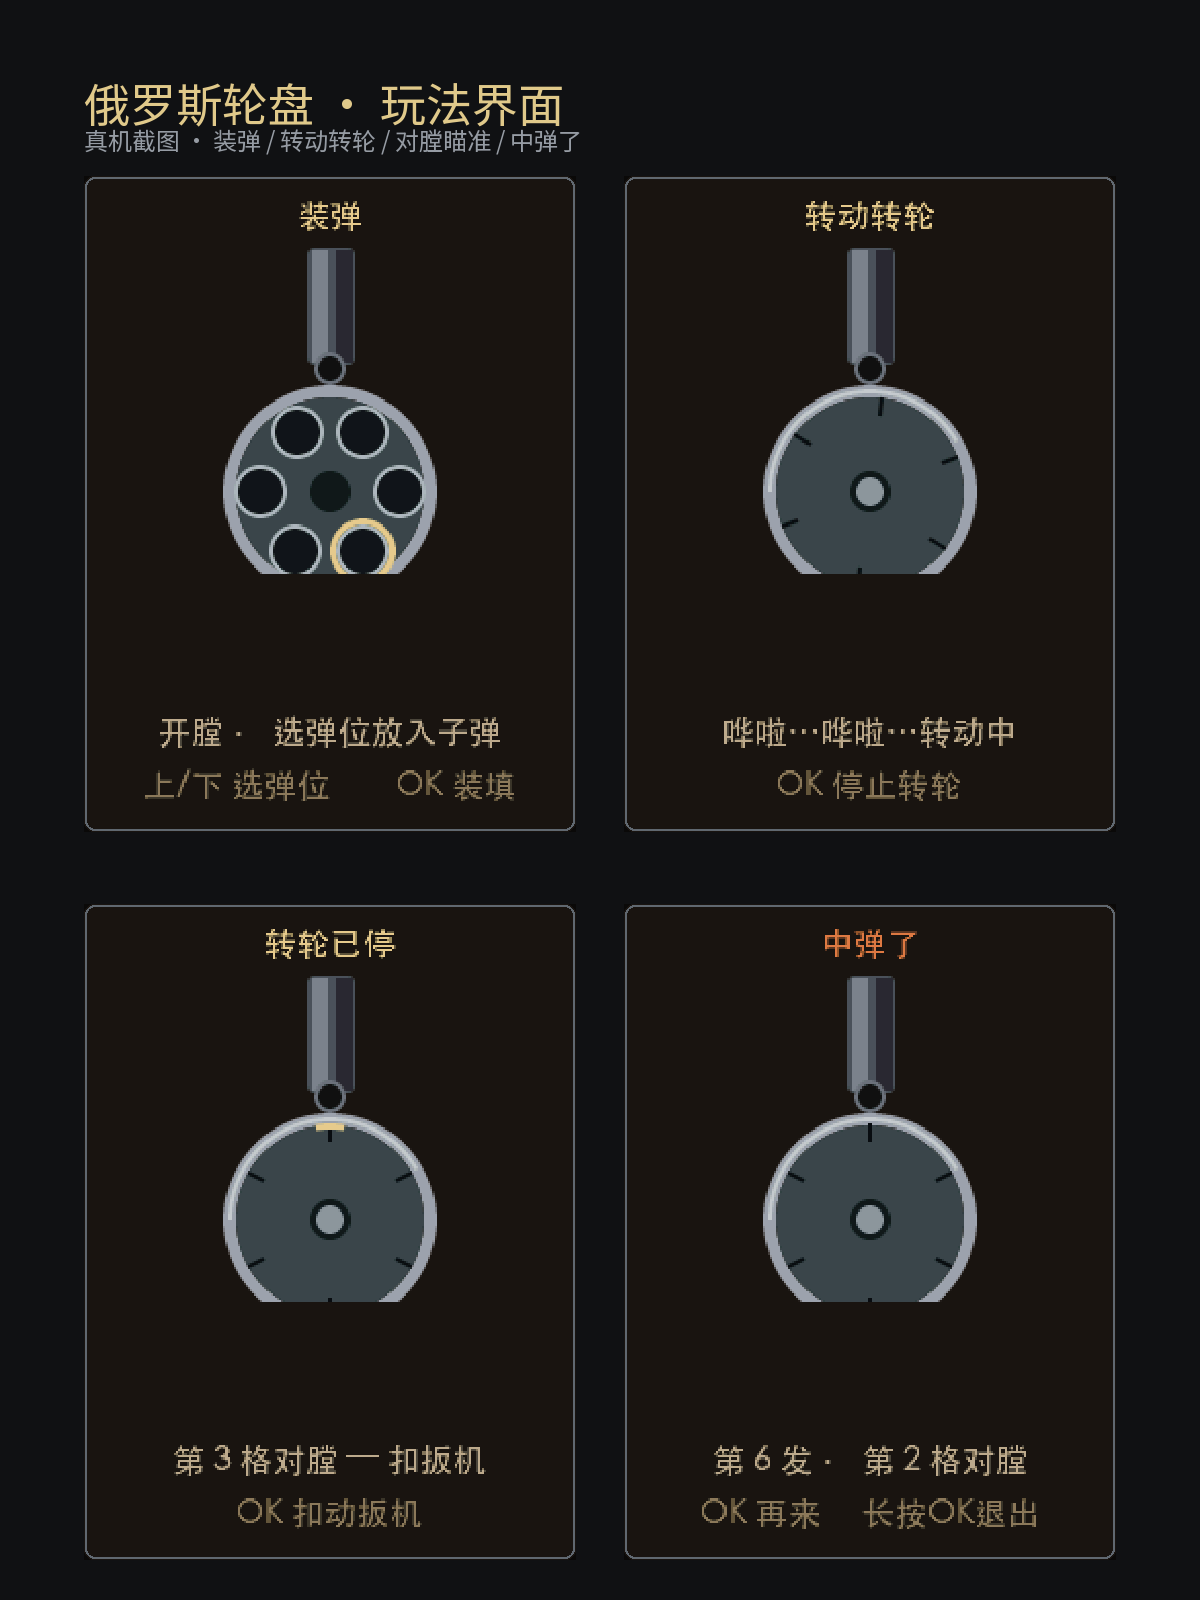 俄罗斯轮盘 · 玩法界面
真机截图 · 装弹 / 转动转轮 / 对膛瞄准 / 中弹了
装弹
开膛 · 选弹位放入子弹
上/下 选弹位 OK 装填
转动转轮
哗啦…哗啦…转动中
OK 停止转轮
转轮已停
第 3 格对膛 — 扣扳机
OK 扣动扳机
中弹了
第 6 发 · 第 2 格对膛
OK 再来 长按OK退出